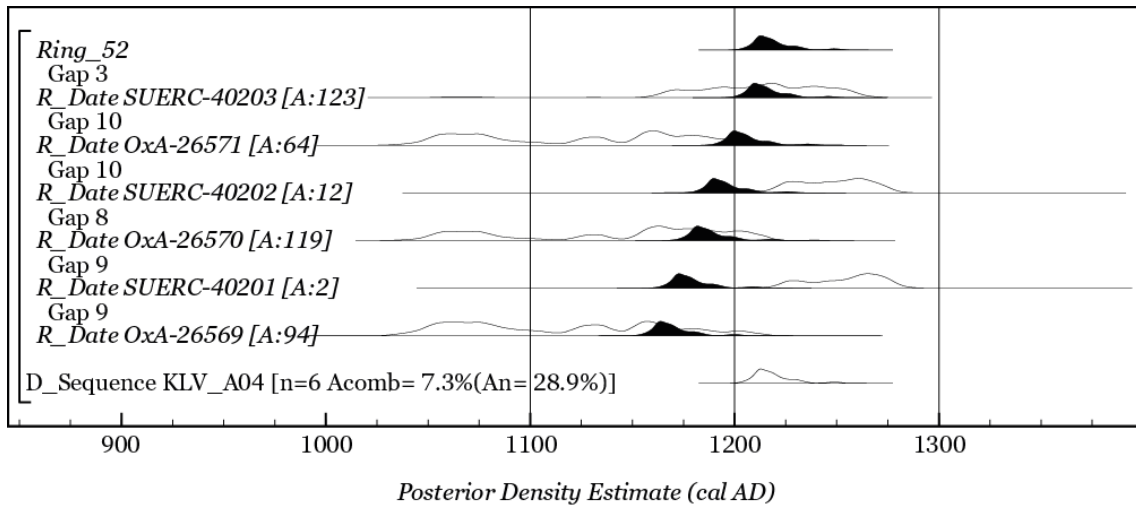 Ring_52
Gap 3
R_Date SUERC-40203 [A:123]
Gap 10
R_Date OxA-26571 [A:64]
Gap 10
R_Date SUERC-40202 [A:12]
Gap 8
R_Date OxA-26570 [A:119]
Gap 9
R_Date SUERC-40201 [A:2]
Gap 9
R_Date OxA-26569 [A:94]
D_Sequence KLV_A04 [n=6 Acomb= 7.3%(An= 28.9%)]
900 1000 1100 1200 1300
Posterior Density Estimate (cal AD)